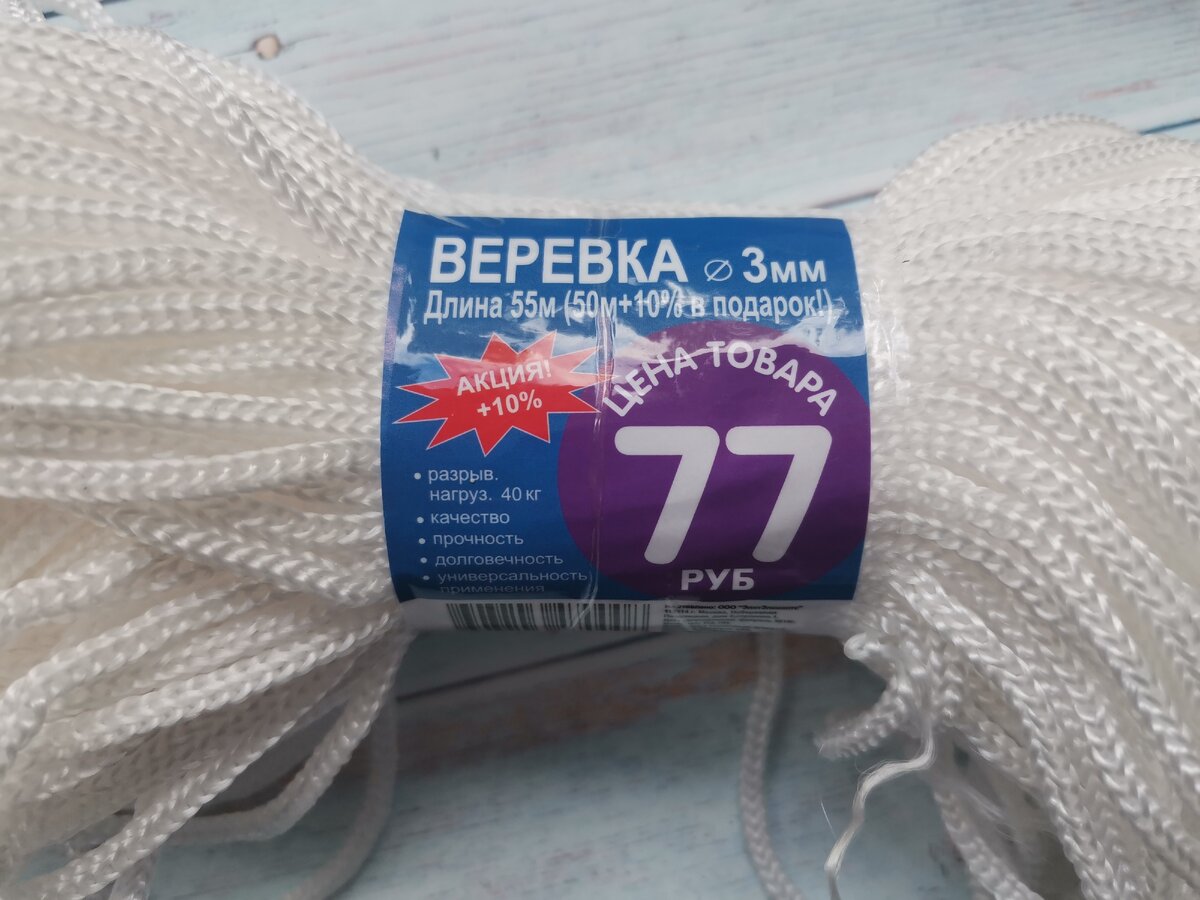 ВЕРЕВКА ⌀ 3мм
Длина 55м (50м+10% в подарок!)
АКЦИЯ!
+10%
ЦЕНА ТОВАРА
77
РУБ
• разрыв.
нагруз. 40 кг
• качество
• прочность
• долговечность
• универсальность
применения